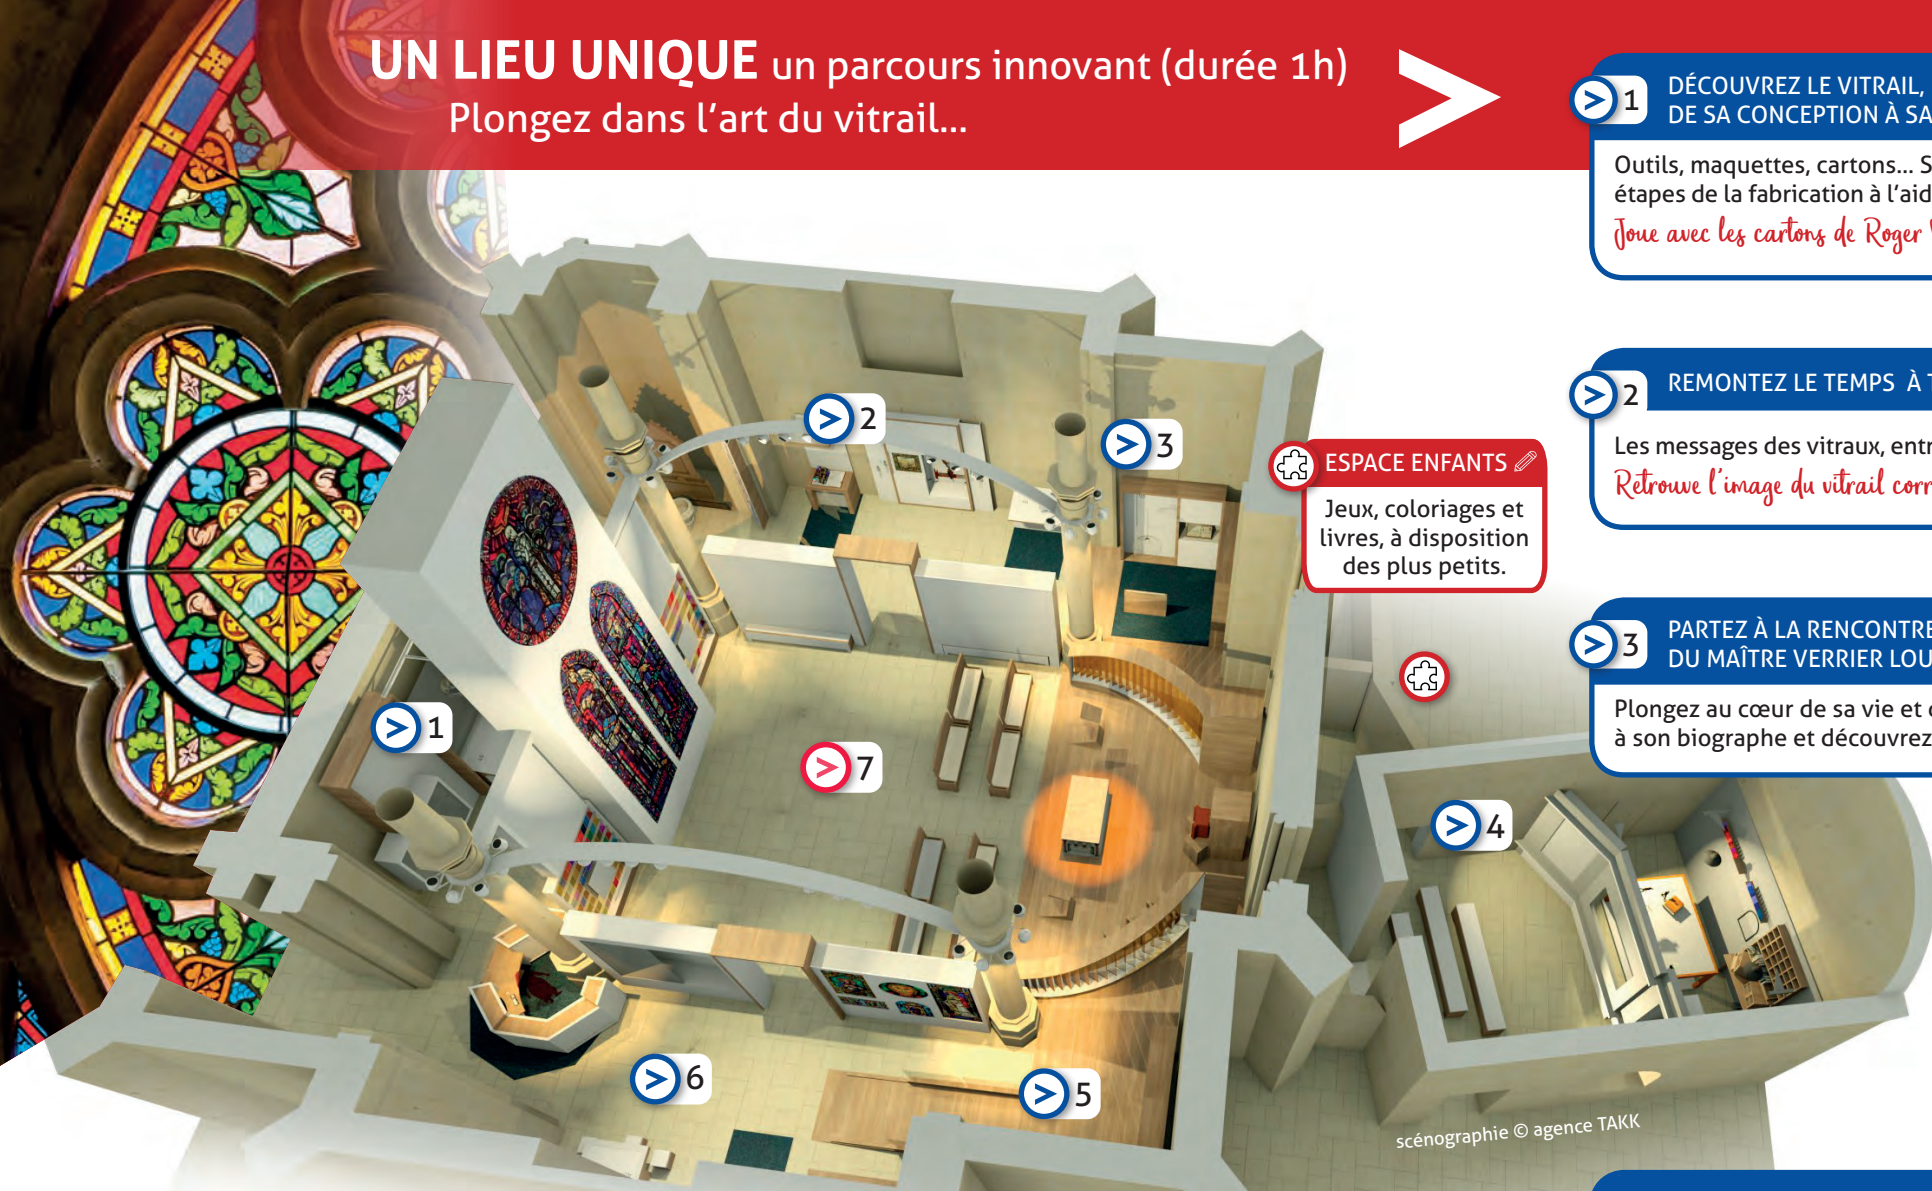 UN LIEU UNIQUE un parcours innovant (durée 1h)
Plongez dans l’art du vitrail...
> 1
DÉCOUVREZ LE VITRAIL,
DE SA CONCEPTION À SA
Outils, maquettes, cartons... S
étapes de la fabrication à l’aid
Joue avec les cartons de Roger
> 2
REMONTEZ LE TEMPS À T
Les messages des vitraux, entr
Retrouve l’image du vitrail corr
> 3
PARTEZ À LA RENCONTRE
DU MAÎTRE VERRIER LOU
Plongez au cœur de sa vie et
à son biographe et découvrez
ESPACE ENFANTS
Jeux, coloriages et
livres, à disposition
des plus petits.
> 2
> 3
> 1
> 7
> 4
> 6
> 5
scénographie © agence TAKK